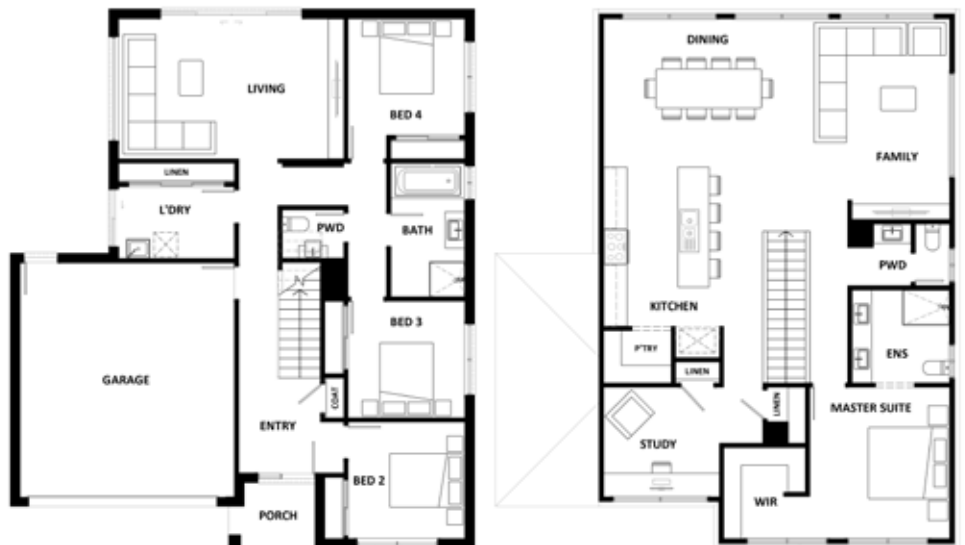 LIVING
BED 4
LINEN
L'DRY
PWD
BATH
BED 3
GARAGE
COAT
ENTRY
BED 2
PORCH
DINING
FAMILY
PWD
KITCHEN
P'TRY
ENS
LINEN
LINEN
MASTER SUITE
STUDY
WIR